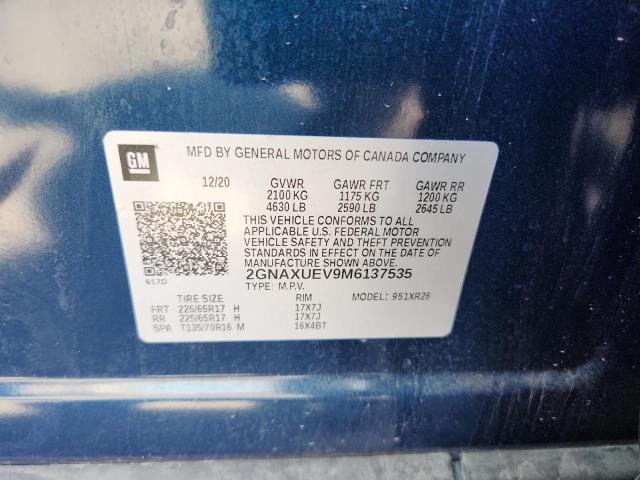 GM
MFD BY GENERAL MOTORS OF CANADA COMPANY
12/20 GVWR GAWR FRT GAWR RR
2100 KG 1175 KG 1200 KG
4630 LB 2590 LB 2645 LB
THIS VEHICLE CONFORMS TO ALL
APPLICABLE U.S. FEDERAL MOTOR
VEHICLE SAFETY AND THEFT PREVENTION
STANDARDS IN EFFECT ON THE DATE OF
MANUFACTURE SHOWN ABOVE.
617D 2GNAXUEV9M6137535
TYPE: M.P.V. MODEL: 951XR26
TIRE SIZE RIM
FRT 225/65R17 H 17X7J
RR 225/65R17 H 17X7J
SPA T135/70R16 M 16X4BT